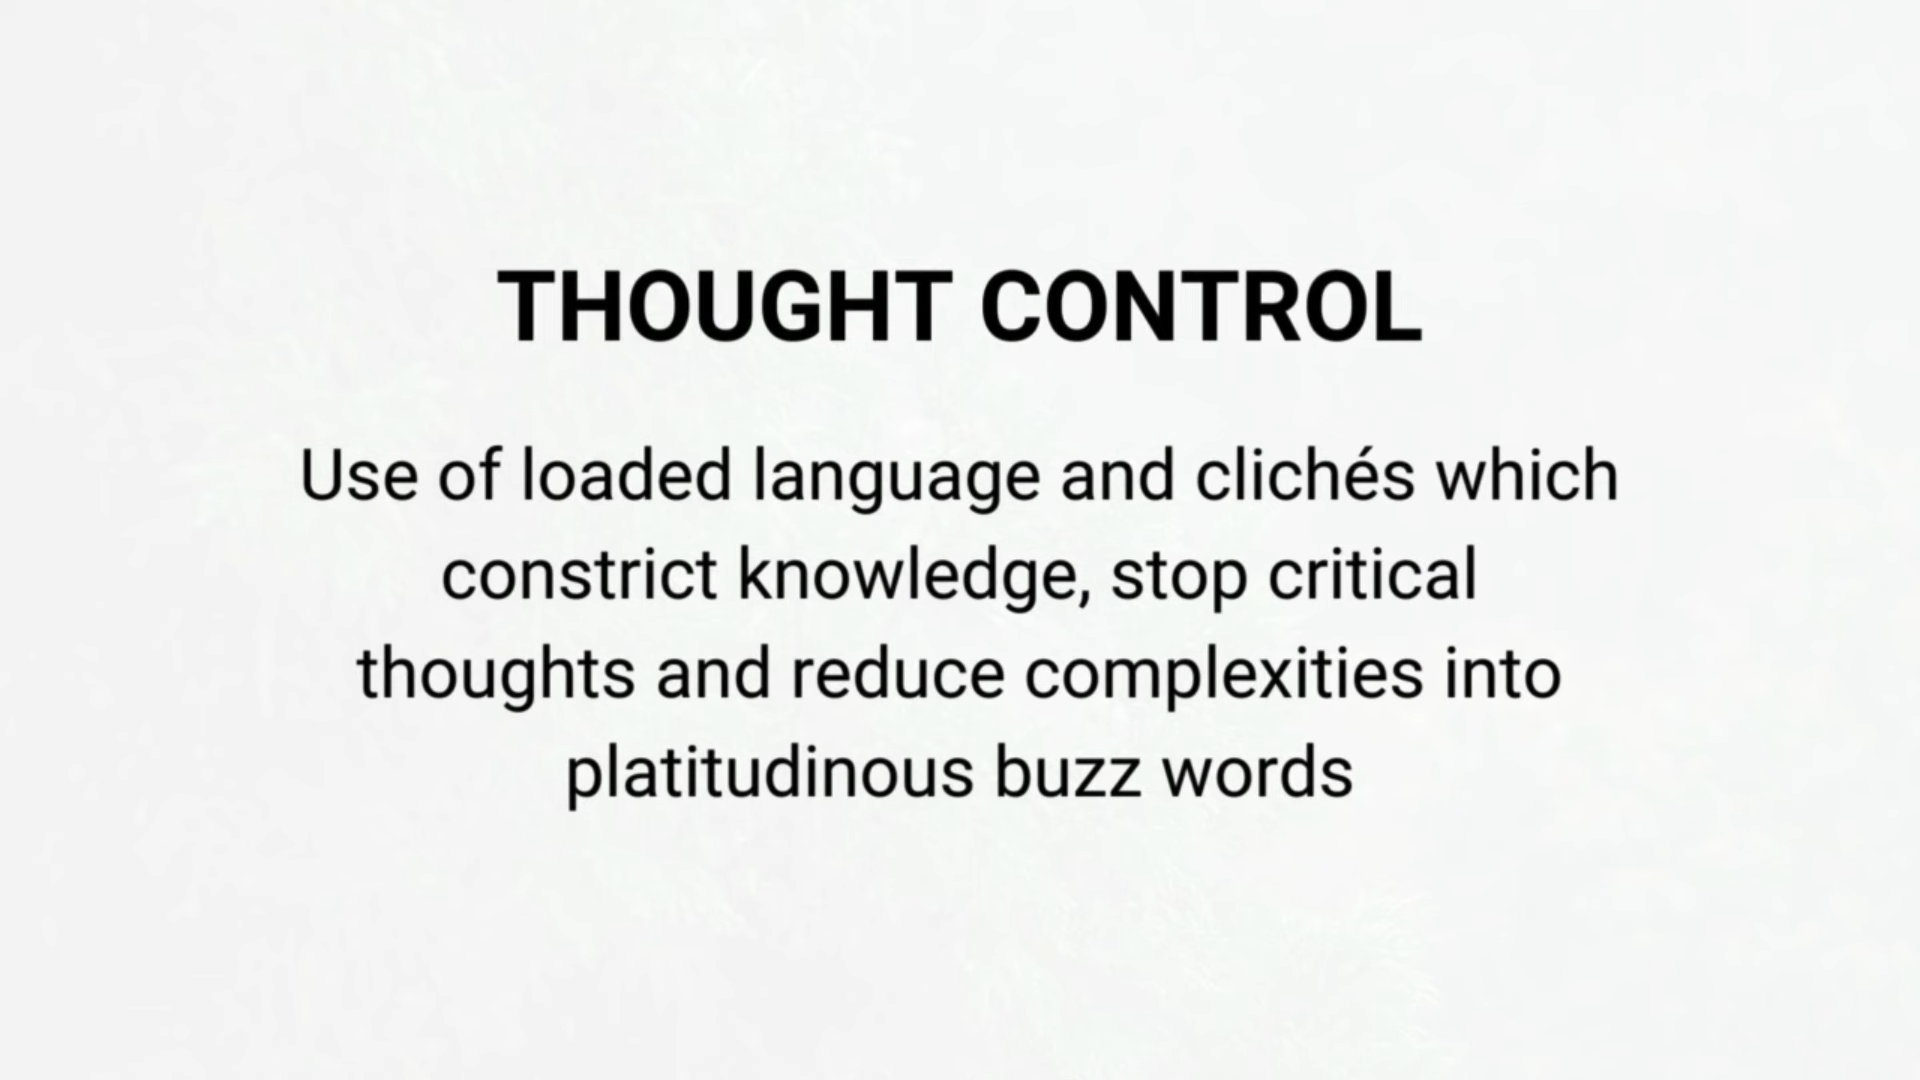 THOUGHT CONTROL
Use of loaded language and clichés which
constrict knowledge, stop critical
thoughts and reduce complexities into
platitudinous buzz words